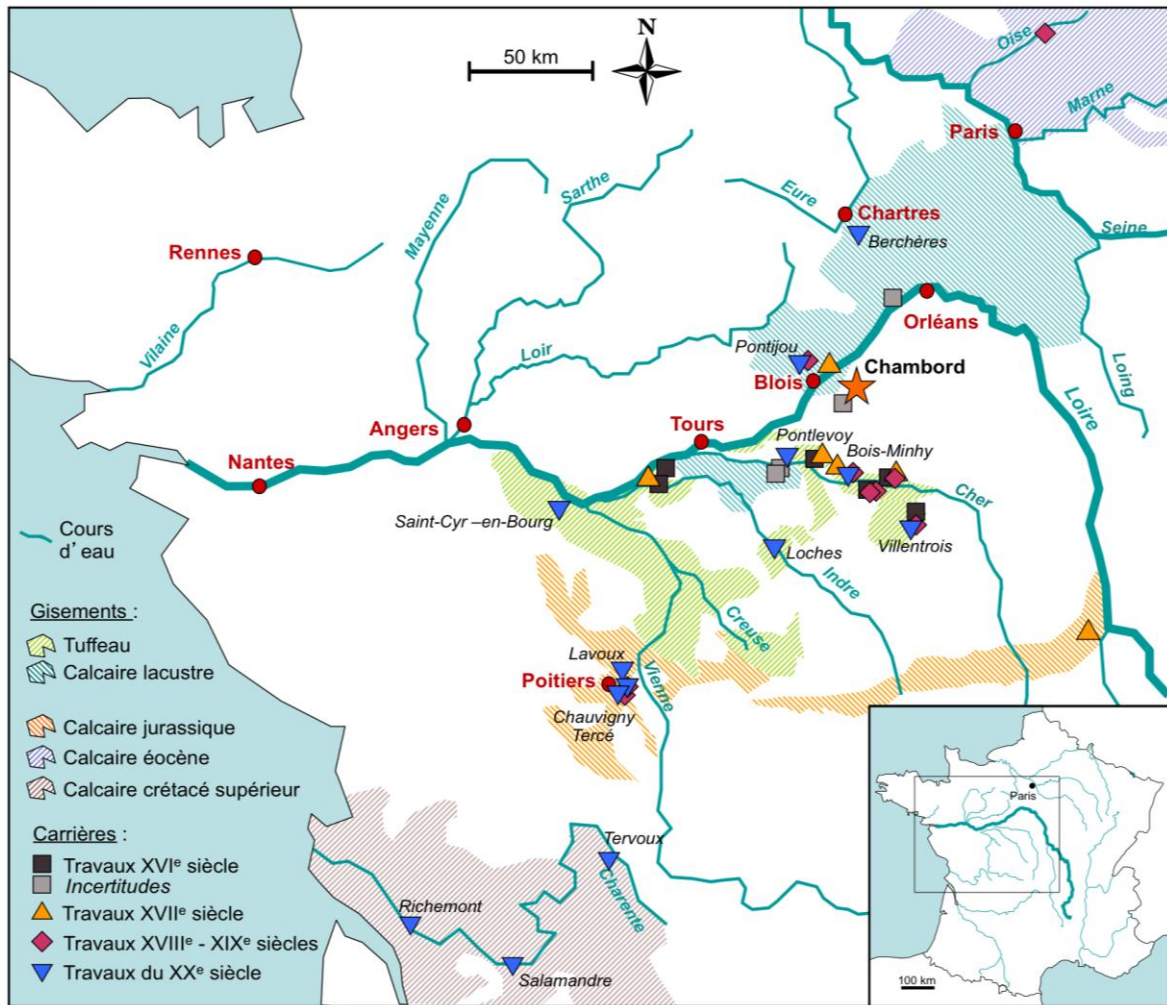 50 km
N
Oise
Marne
Paris
Seine
Eure
Chartres
Berchères
Sarthe
Mayenne
Rennes
Vilaine
Loir
Orléans
Loing
Pontijou
Chambord
Blois
Loire
Angers
Tours
Pontlevoy
Bois-Minhy
Nantes
Cher
Saint-Cyr –en-Bourg
Villentrois
Loches
Indre
Creuse
Lavoux
Vienne
Poitiers
Chauvigny
Tercé
Tervoux
Charente
Richemont
Salamandre
Cours
d’ eau
Gisements :
Tuffeau
Calcaire lacustre
Calcaire jurassique
Calcaire éocène
Calcaire crétacé supérieur
Carrières :
Travaux XVIe siècle
Incertitudes
Travaux XVIIe siècle
Travaux XVIIIe - XIXe siècles
Travaux du XXe siècle
Paris
100 km